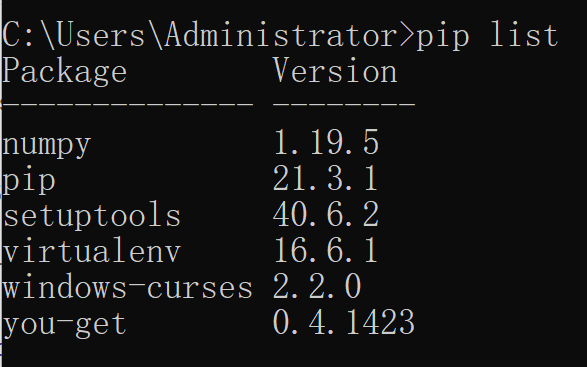 C:\Users\Administrator>pip list
Package        Version
-------------- --------
numpy          1.19.5
pip            21.3.1
setuptools     40.6.2
virtualenv     16.6.1
windows-curses 2.2.0
you-get        0.4.1423